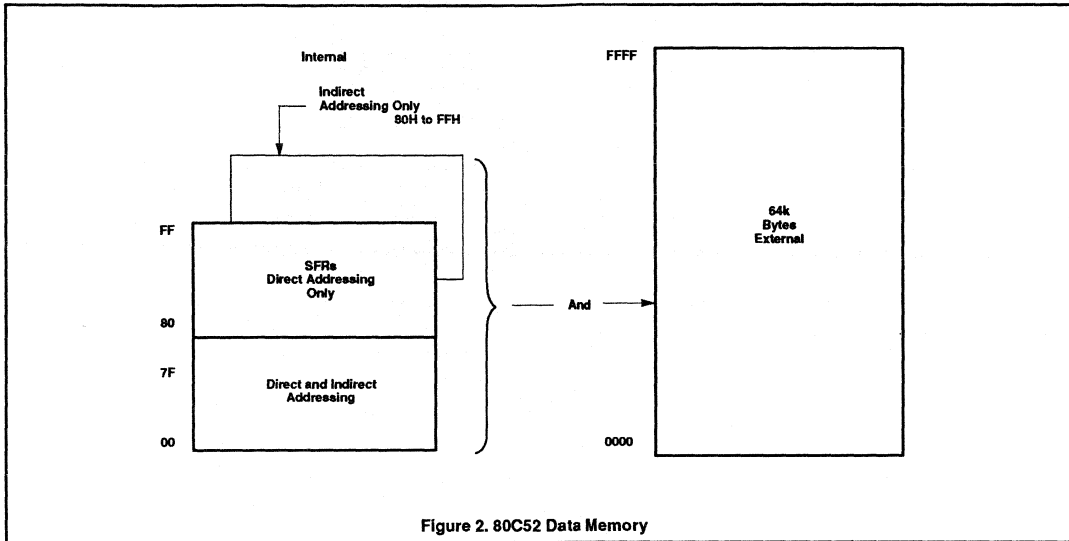 Internal
Indirect
Addressing Only
80H to FFH
FF
SFRs
Direct Addressing
Only
80
7F
Direct and Indirect
Addressing
00
And
FFFF
64k
Bytes
External
0000
Figure 2. 80C52 Data Memory